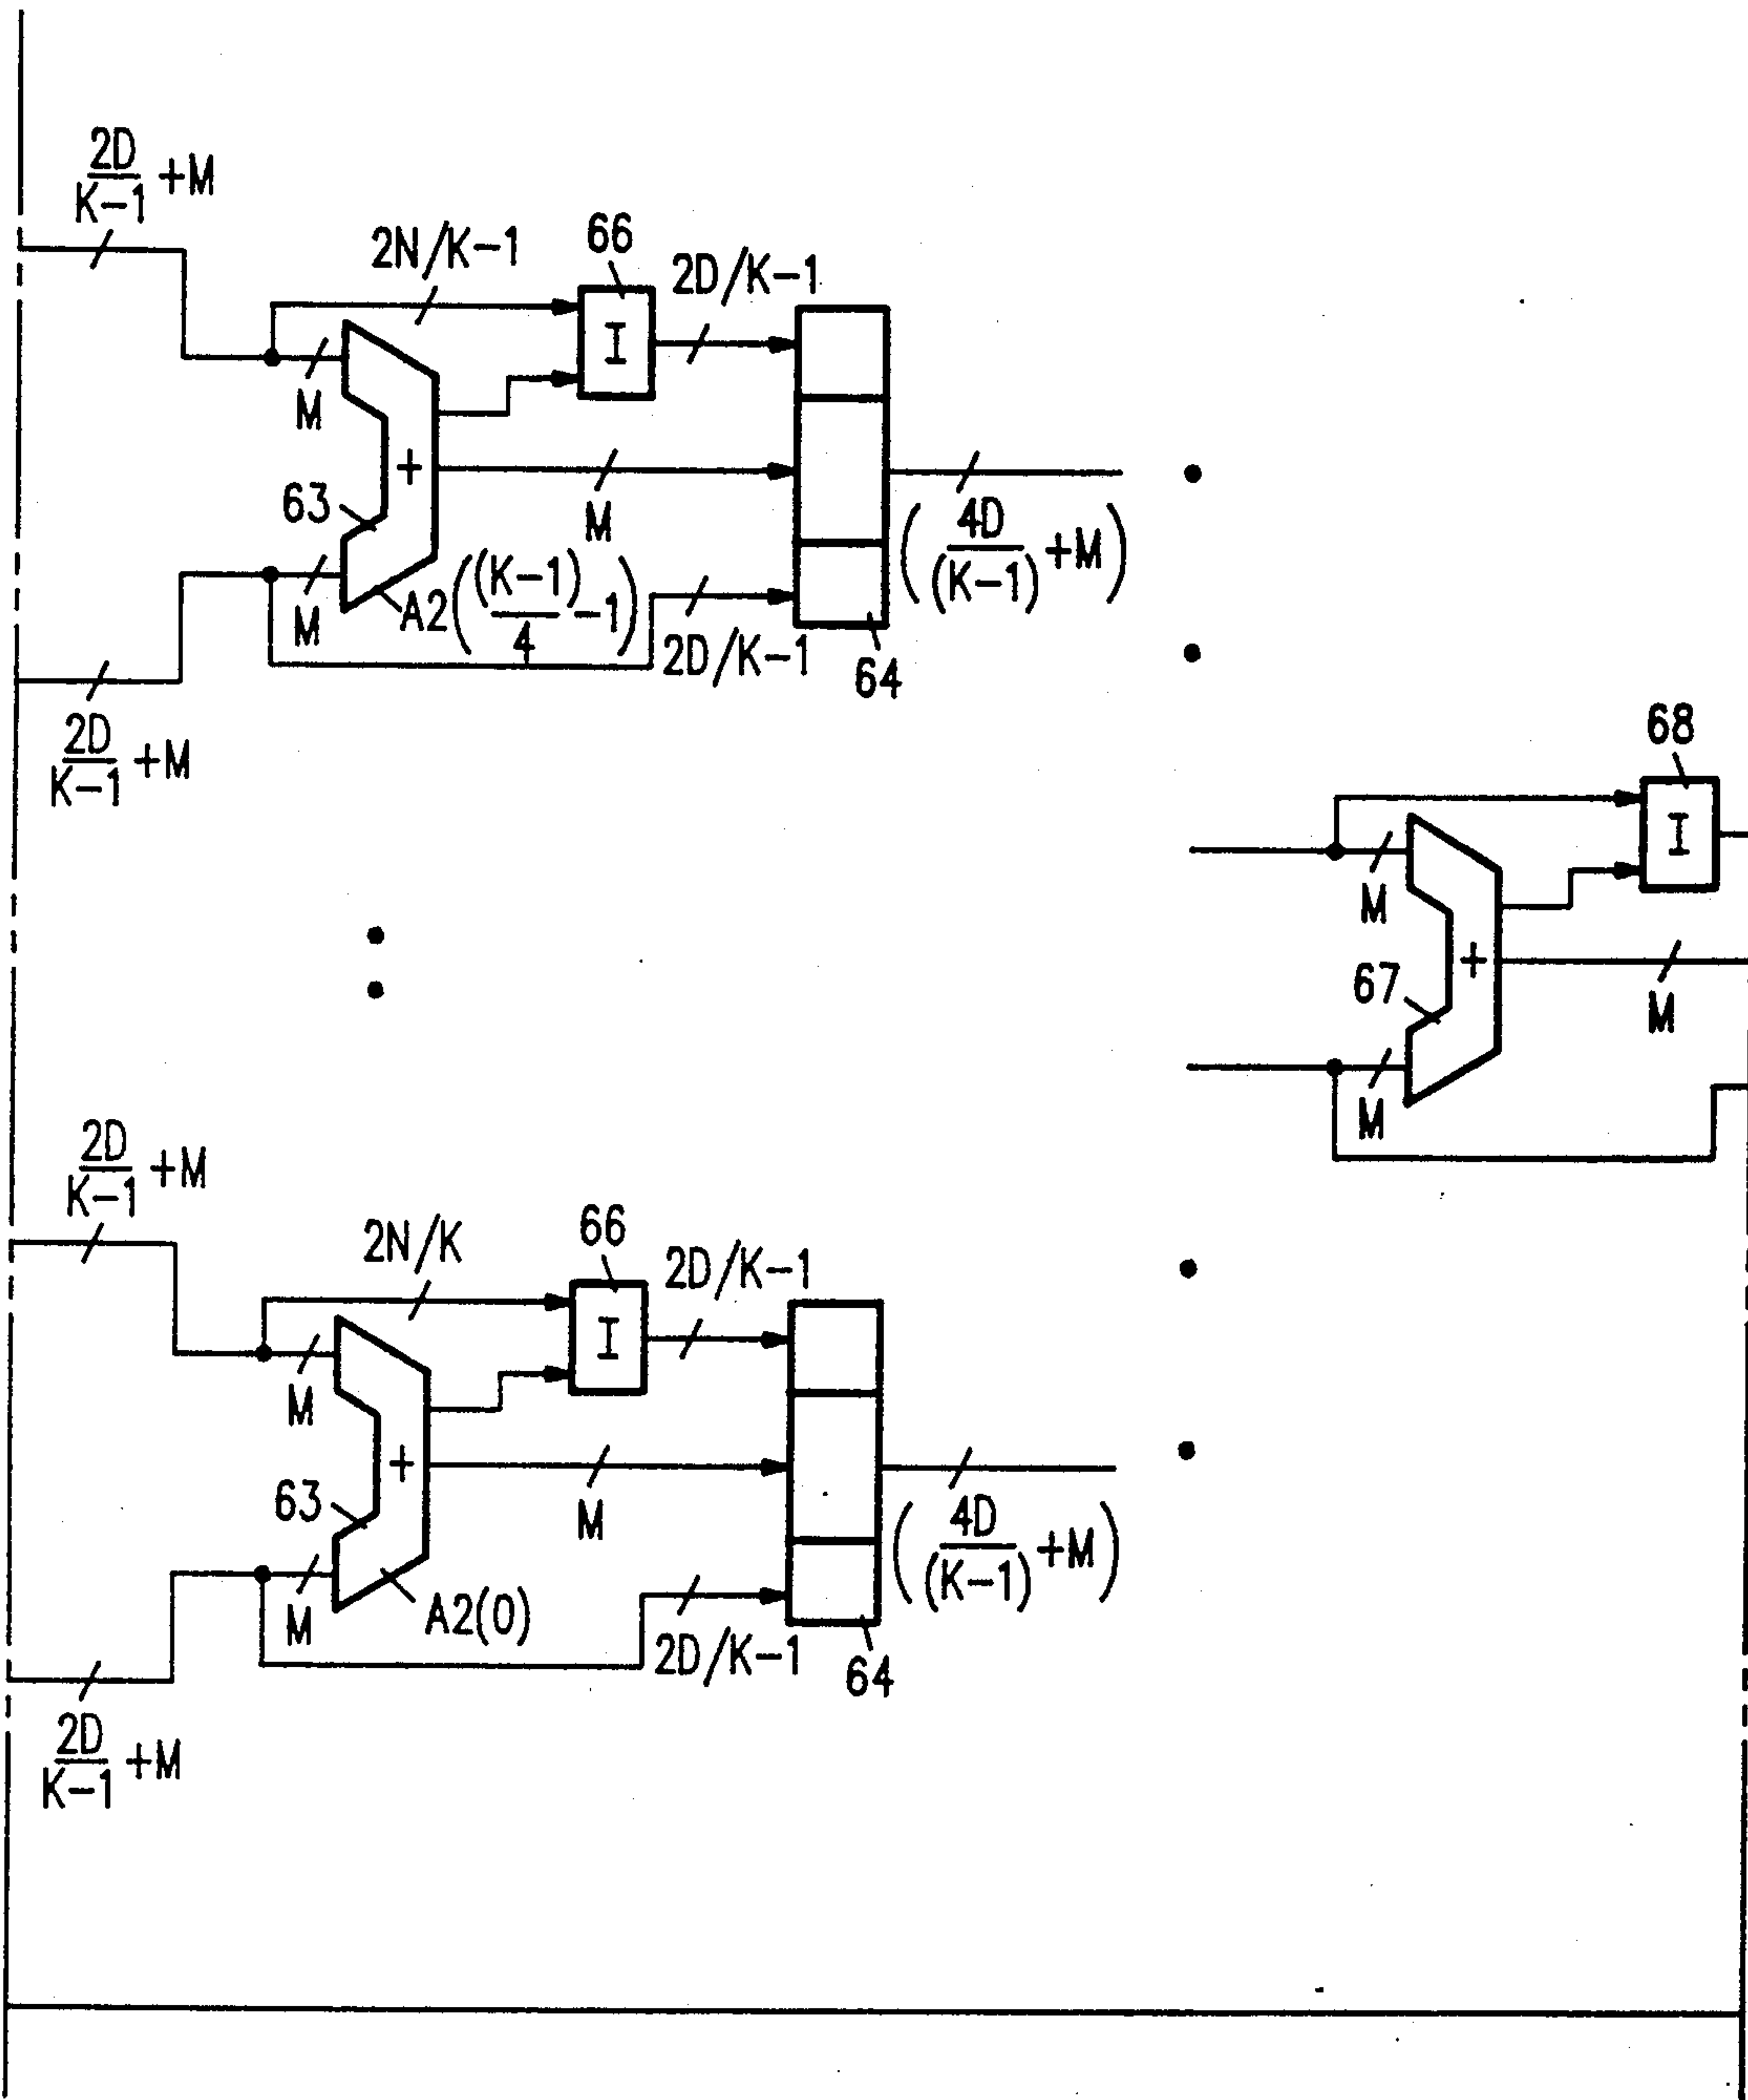 2D
K-1 +M
2N/K-1
66
2D/K-1
I
M
+
63
M
M
A2((K-1)/4 -1)
2D/K-1
64
(4D/(K-1) +M)
2D
K-1 +M
68
I
M
+
67
M
M
2D
K-1 +M
2N/K
66
2D/K-1
I
M
+
63
M
M
A2(0)
2D/K-1
64
(4D/(K-1) +M)
2D
K-1 +M